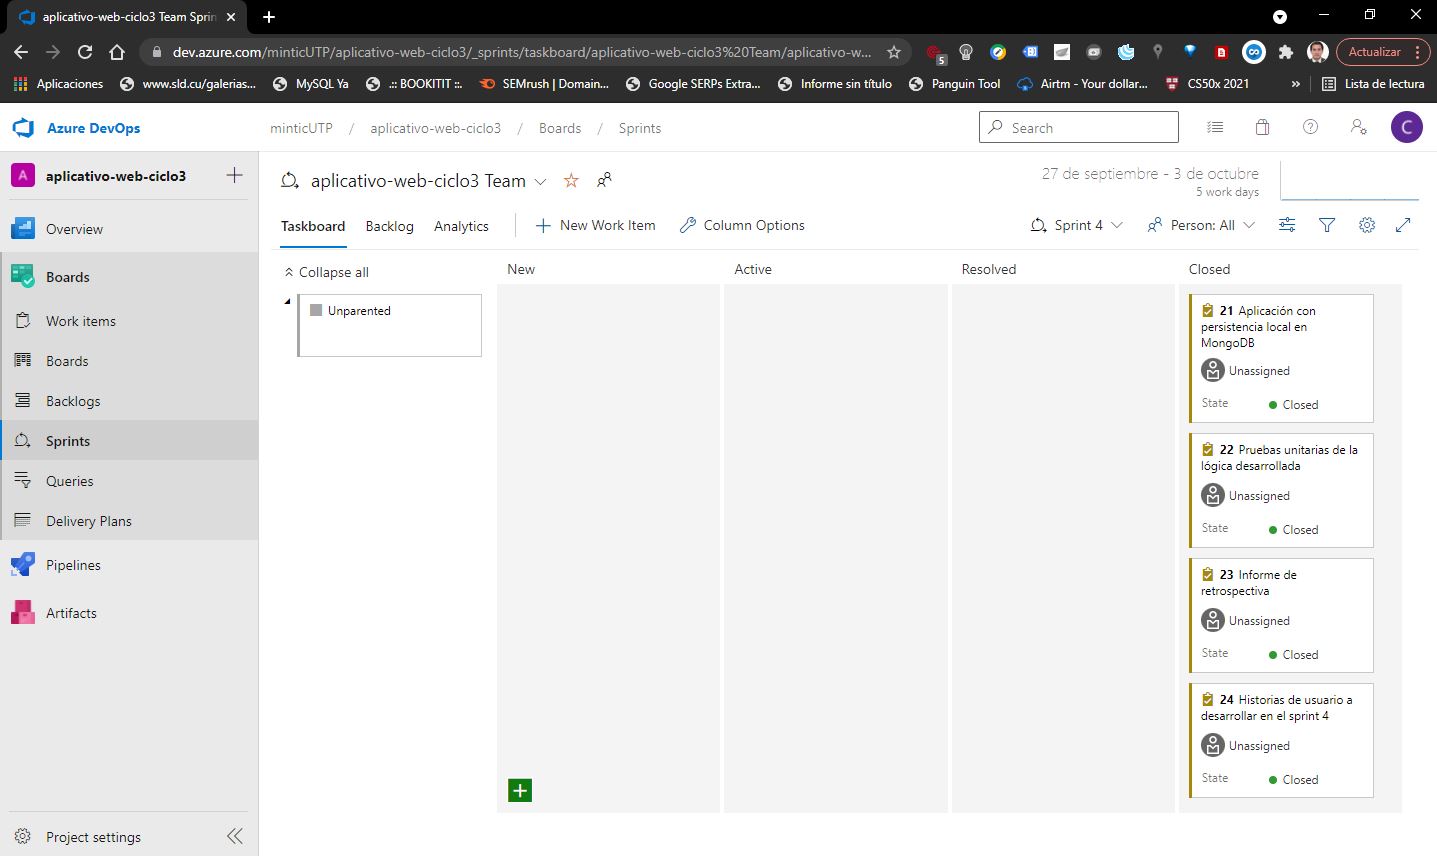 aplicativo-web-ciclo3 Team Sprin
dev.azure.com/minticUTP/aplicativo-web-ciclo3/_sprints/taskboard/aplicativo-web-ciclo3%20Team/aplicativo-w...
5
Actualizar
Aplicaciones
www.sld.cu/galerias...
MySQL Ya
.:: BOOKITIT ::.
SEMrush | Domain...
Google SERPs Extra...
Informe sin título
Panguin Tool
Airtm - Your dollar...
CS50x 2021
»
Lista de lectura
Azure DevOps
minticUTP / aplicativo-web-ciclo3 / Boards / Sprints
Search
C
A aplicativo-web-ciclo3
Overview
Boards
Work items
Boards
Backlogs
Sprints
Queries
Delivery Plans
Pipelines
Artifacts
Project settings
aplicativo-web-ciclo3 Team
27 de septiembre - 3 de octubre
5 work days
Taskboard
Backlog
Analytics
New Work Item
Column Options
Sprint 4
Person: All
Collapse all
New
Active
Resolved
Closed
Unparented
21 Aplicación con
persistencia local en
MongoDB
Unassigned
State
Closed
22 Pruebas unitarias de la
lógica desarrollada
Unassigned
State
Closed
23 Informe de
retrospectiva
Unassigned
State
Closed
24 Historias de usuario a
desarrollar en el sprint 4
Unassigned
State
Closed